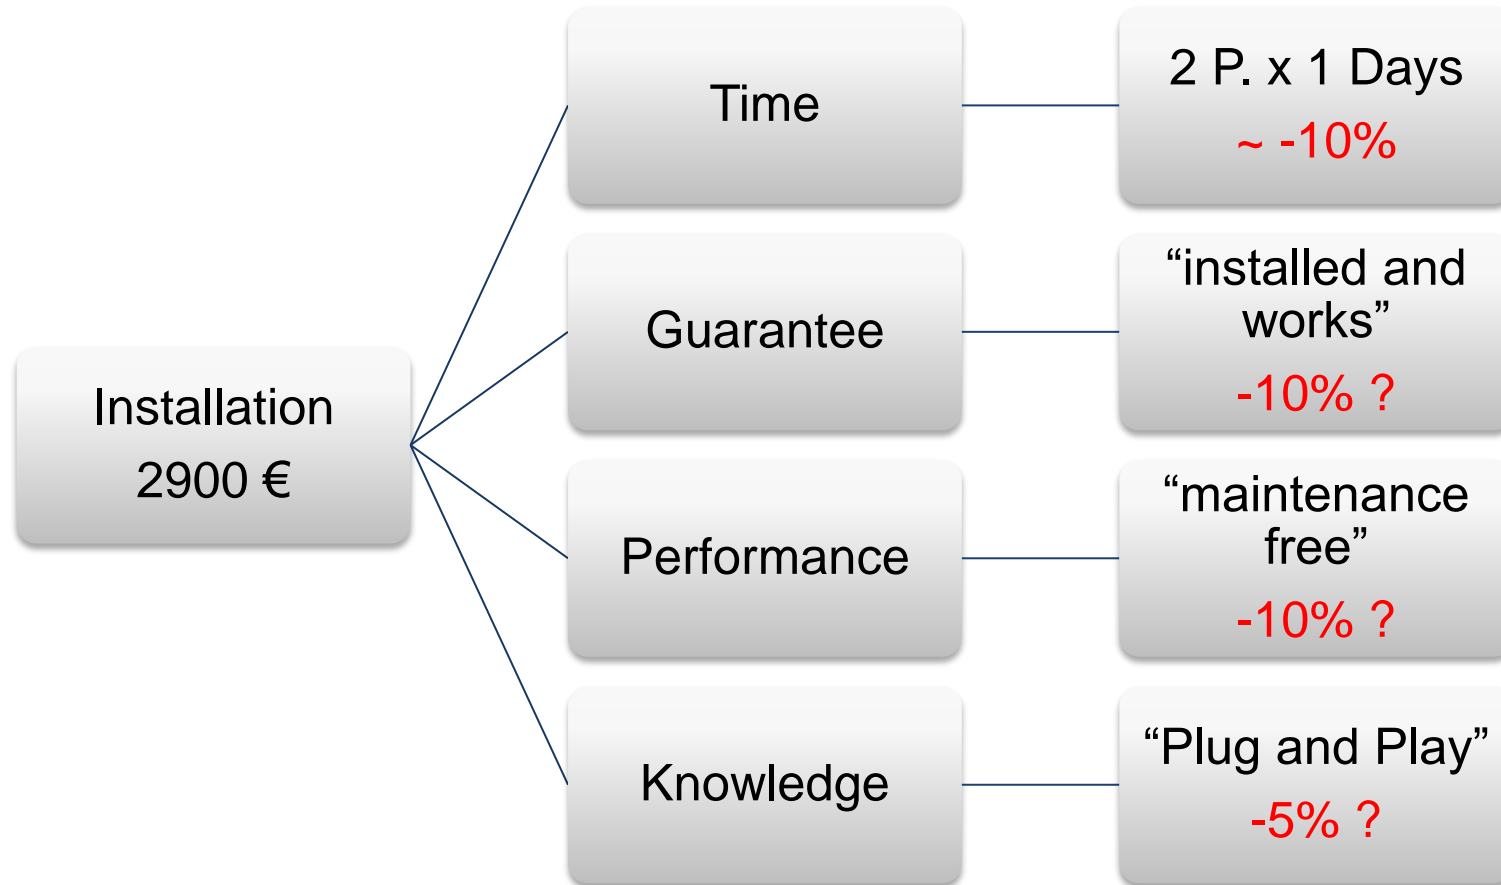 Time
2 P. x 1 Days
~ -10%
Guarantee
“installed and
works”
-10% ?
Installation
2900 €
Performance
“maintenance
free”
-10% ?
Knowledge
“Plug and Play”
-5% ?